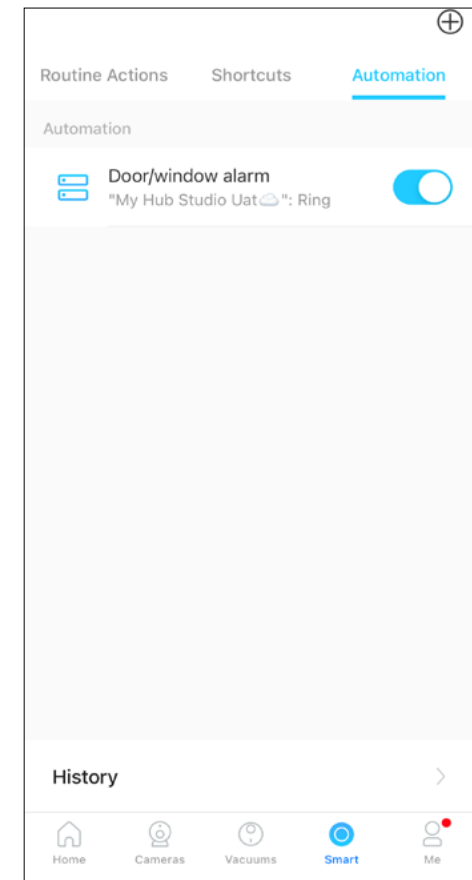 Routine Actions Shortcuts Automation
Automation
Door/window alarm
"My Hub Studio Uat☁️": Ring
History
Home Cameras Vacuums Smart Me